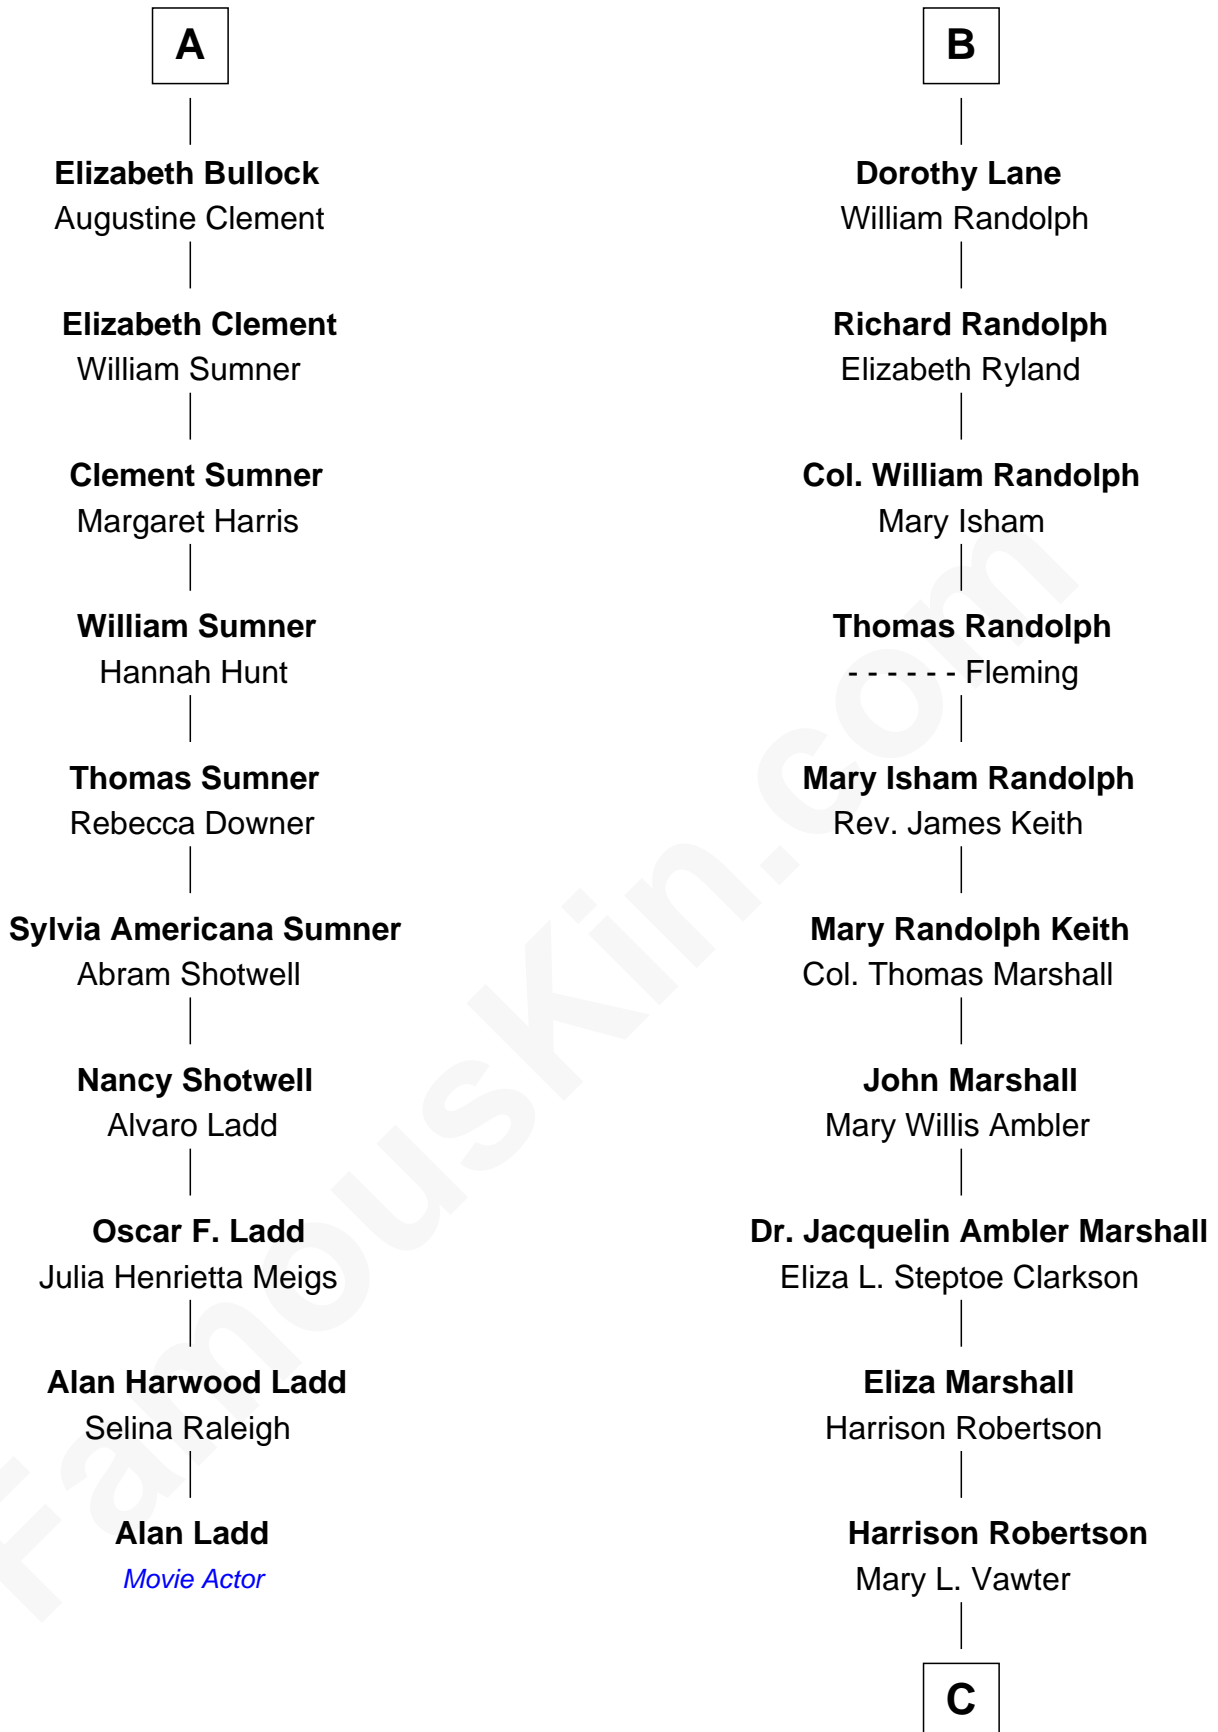 A
Elizabeth Bullock
Augustine Clement
Elizabeth Clement
William Sumner
Clement Sumner
Margaret Harris
William Sumner
Hannah Hunt
Thomas Sumner
Rebecca Downer
Sylvia Americana Sumner
Abram Shotwell
Nancy Shotwell
Alvaro Ladd
Oscar F. Ladd
Julia Henrietta Meigs
Alan Harwood Ladd
Selina Raleigh
Alan Ladd
Movie Actor
B
Dorothy Lane
William Randolph
Richard Randolph
Elizabeth Ryland
Col. William Randolph
Mary Isham
Thomas Randolph
- - - - - - Fleming
Mary Isham Randolph
Rev. James Keith
Mary Randolph Keith
Col. Thomas Marshall
John Marshall
Mary Willis Ambler
Dr. Jacquelin Ambler Marshall
Eliza L. Steptoe Clarkson
Eliza Marshall
Harrison Robertson
Harrison Robertson
Mary L. Vawter
C
FamousKin.com